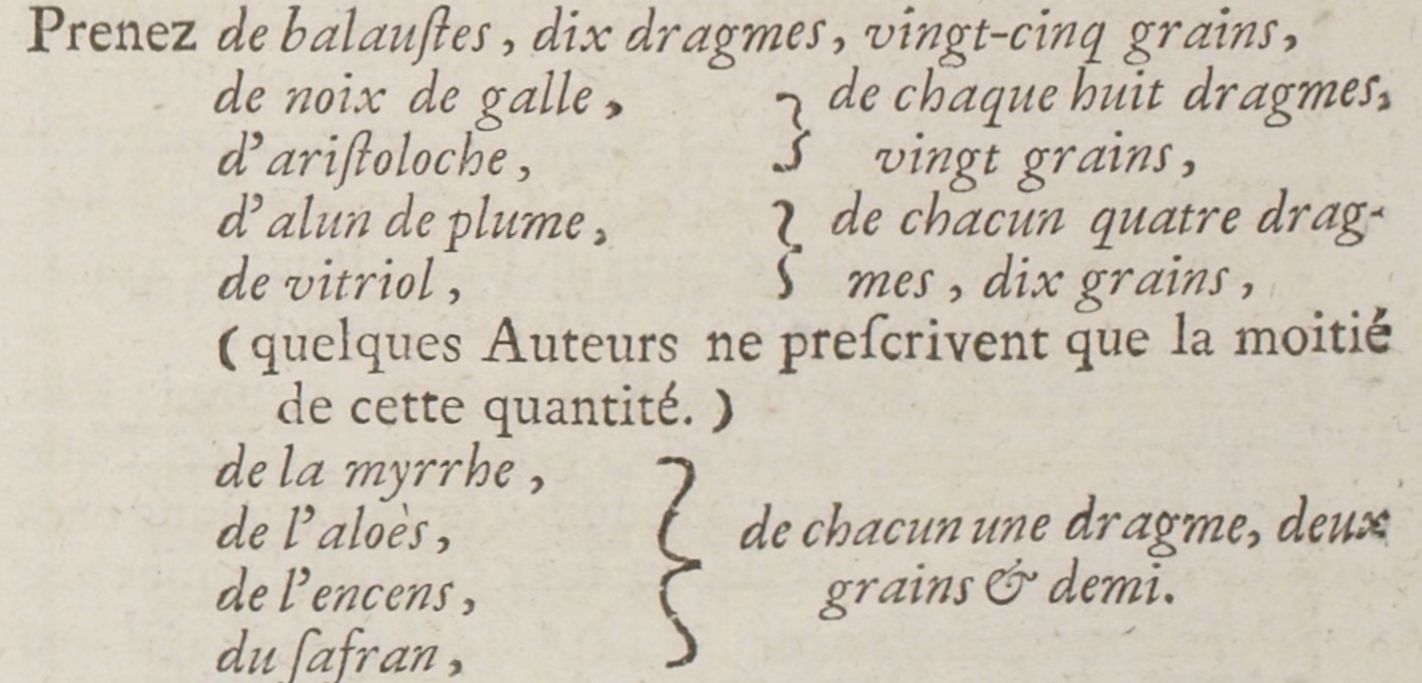 Prenez de balauſtes, dix dragmes, vingt-cinq grains,
de noix de galle, } de chaque huit dragmes,
d'ariſtoloche, } vingt grains,
d'alun de plume, } de chacun quatre drag-
de vitriol, } mes, dix grains,
(quelques Auteurs ne preſcrivent que la moitié
de cette quantité.)
de la myrrhe,
de l'aloès, } de chacun une dragme, deux
de l'encens, } grains & demi.
du ſafran,